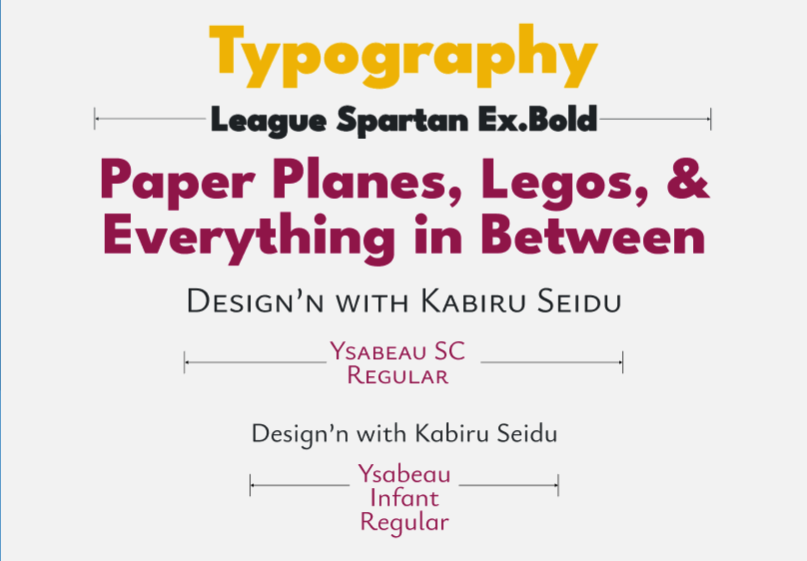 Typography
League Spartan Ex.Bold
Paper Planes, Legos, &
Everything in Between
Design’n with Kabiru Seidu
Ysabeau SC
Regular
Design’n with Kabiru Seidu
Ysabeau
Infant
Regular